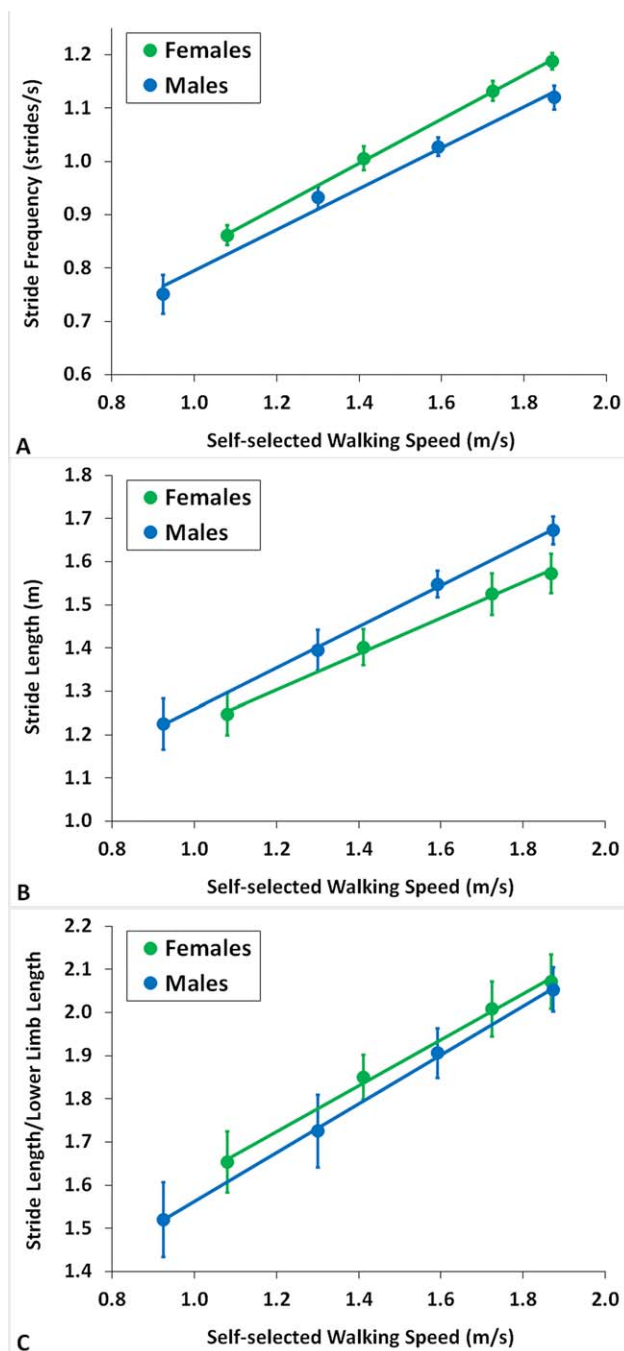 Females
Males
Stride Frequency (strides/s)
1.2
1.1
1.0
0.9
0.8
0.7
0.6
0.8 1.0 1.2 1.4 1.6 1.8 2.0
A
Self-selected Walking Speed (m/s)
Females
Males
Stride Length (m)
1.8
1.7
1.6
1.5
1.4
1.3
1.2
1.1
1.0
0.8 1.0 1.2 1.4 1.6 1.8 2.0
B
Self-selected Walking Speed (m/s)
Females
Males
Stride Length/Lower Limb Length
2.2
2.1
2.0
1.9
1.8
1.7
1.6
1.5
1.4
0.8 1.0 1.2 1.4 1.6 1.8 2.0
C
Self-selected Walking Speed (m/s)